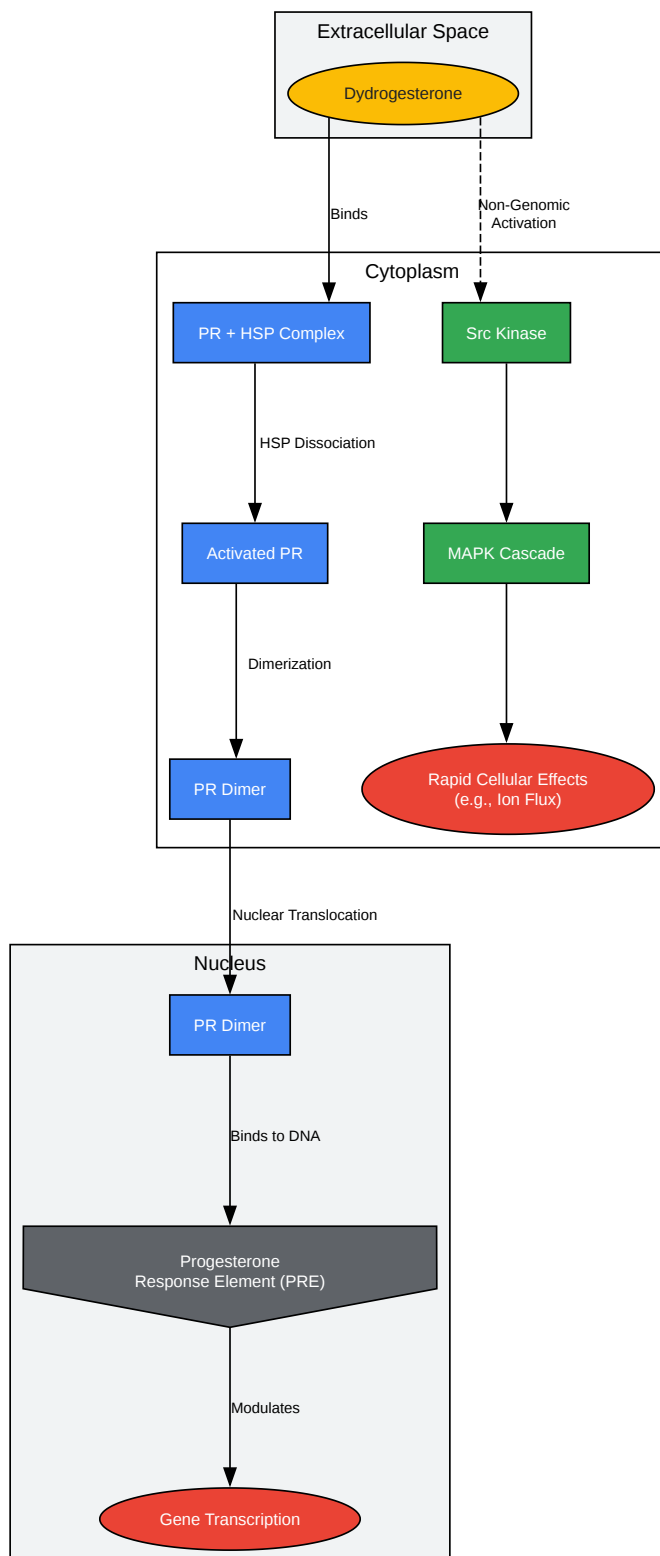 Extracellular Space
Dydrogesterone
Binds
Non-Genomic
Activation
Cytoplasm
PR + HSP Complex
Src Kinase
HSP Dissociation
Activated PR
MAPK Cascade
Dimerization
PR Dimer
Rapid Cellular Effects
(e.g., Ion Flux)
Nuclear Translocation
Nucleus
PR Dimer
Binds to DNA
Progesterone
Response Element (PRE)
Modulates
Gene Transcription